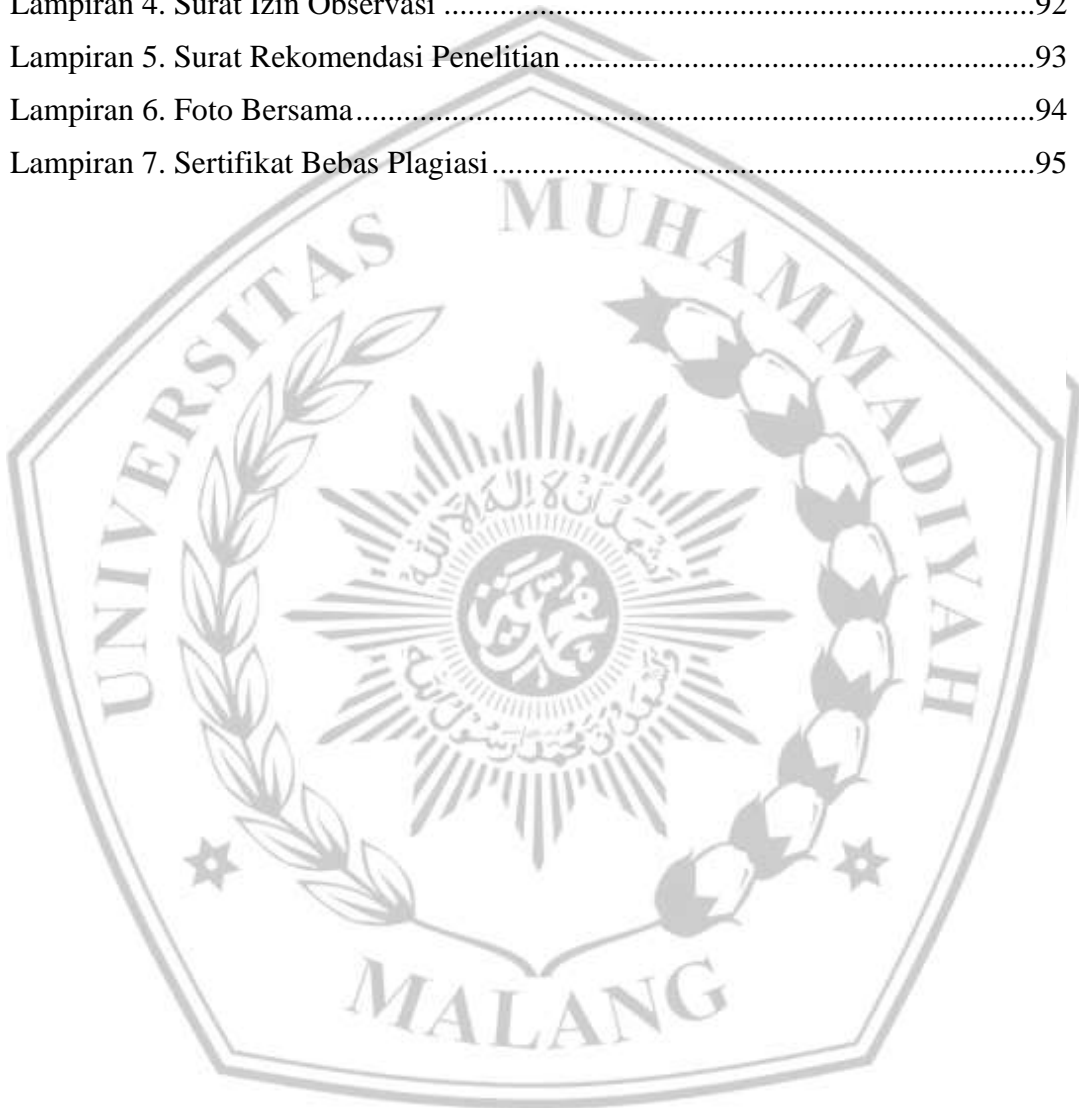 Lampiran 4. Surat Izin Observasi ...............................................................................92
Lampiran 5. Surat Rekomendasi Penelitian...............................................................93
Lampiran 6. Foto Bersama..........................................................................................94
Lampiran 7. Sertifikat Bebas Plagiasi........................................................................95
UNIVERSITAS MUHAMMADIYAH
MALANG